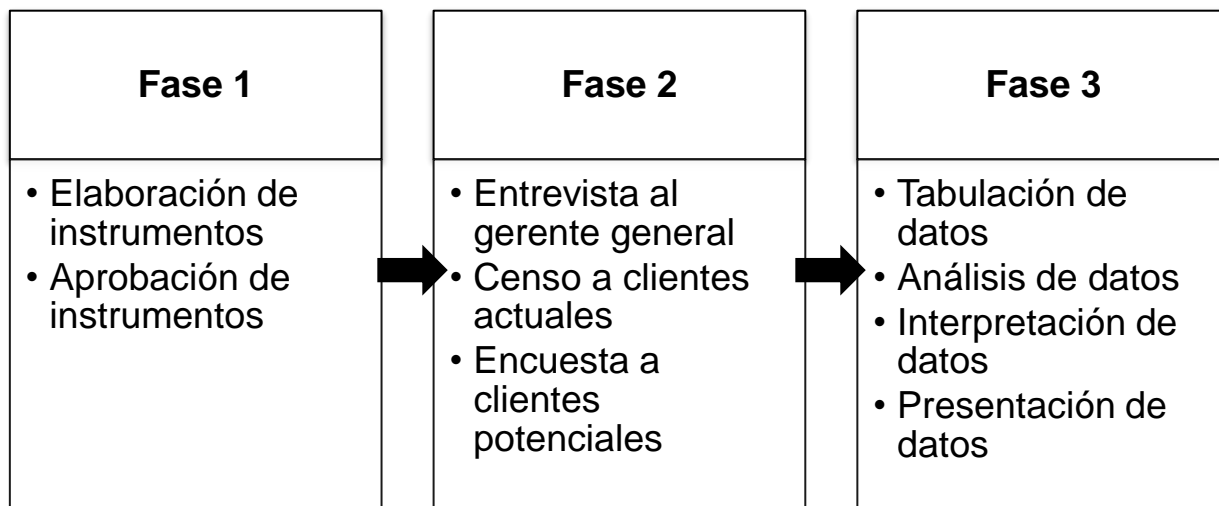 Fase 1
• Elaboración de
instrumentos
• Aprobación de
instrumentos
Fase 2
• Entrevista al
gerente general
• Censo a clientes
actuales
• Encuesta a
clientes
potenciales
Fase 3
• Tabulación de
datos
• Análisis de datos
• Interpretación de
datos
• Presentación de
datos